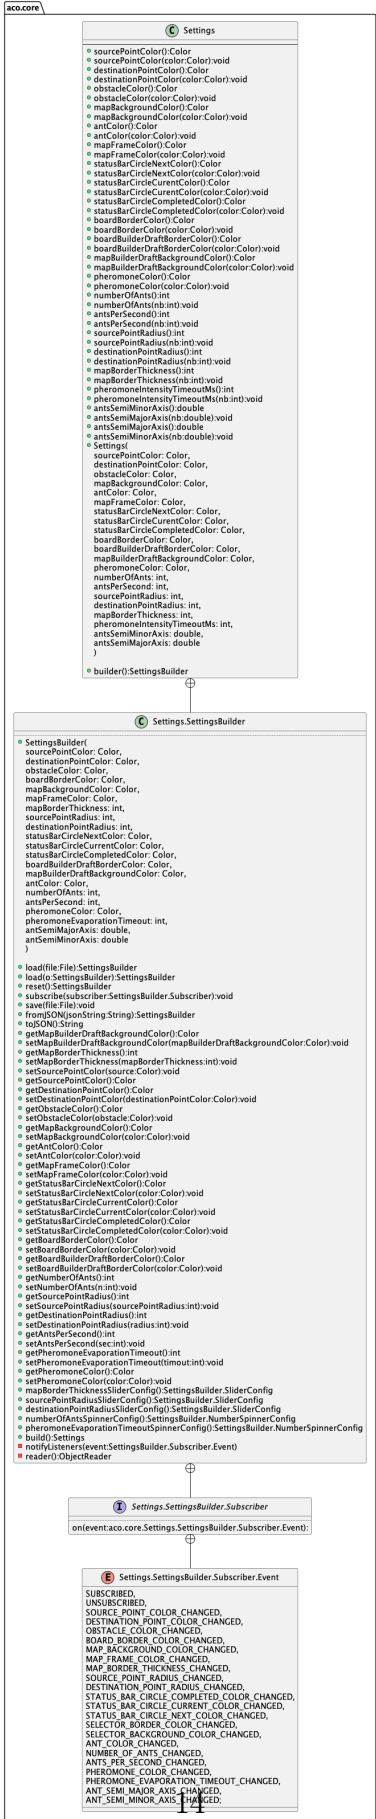 aco.core
C Settings
sourcePointColor():Color
sourcePointColor(color:Color):void
destinationPointColor():Color
destinationPointColor(color:Color):void
obstacleColor():Color
obstacleColor(color:Color):void
mapBackgroundColor():Color
mapBackgroundColor(color:Color):void
antColor():Color
antColor(color:Color):void
mapFrameColor():Color
mapFrameColor(color:Color):void
statusBarCircleNextColor():Color
statusBarCircleNextColor(color:Color):void
statusBarCircleCurentColor():Color
statusBarCircleCurentColor(color:Color):void
statusBarCircleCompletedColor():Color
statusBarCircleCompletedColor(color:Color):void
boardBorderColor():Color
boardBorderColor(color:Color):void
boardBuilderDraftBorderColor():Color
boardBuilderDraftBorderColor(color:Color):void
mapBuilderDraftBackgroundColor():Color
mapBuilderDraftBackgroundColor(color:Color):void
pheromoneColor():Color
pheromoneColor(color:Color):void
numberOfAnts():int
numberOfAnts(nb:int):void
antsPerSecond():int
antsPerSecond(nb:int):void
sourcePointRadius():int
sourcePointRadius(nb:int):void
destinationPointRadius():int
destinationPointRadius(nb:int):void
mapBorderThickness():int
mapBorderThickness(nb:int):void
pheromoneIntensityTimeoutMs():int
pheromoneIntensityTimeoutMs(nb:int):void
antsSemiMinorAxis():double
antsSemiMajorAxis(nb:double):void
antsSemiMajorAxis():double
antsSemiMinorAxis(nb:double):void
Settings(
sourcePointColor: Color,
destinationPointColor: Color,
obstacleColor: Color,
mapBackgroundColor: Color,
antColor: Color,
mapFrameColor: Color,
statusBarCircleNextColor: Color,
statusBarCircleCurentColor: Color,
statusBarCircleCompletedColor: Color,
boardBorderColor: Color,
boardBuilderDraftBorderColor: Color,
mapBuilderDraftBackgroundColor: Color,
pheromoneColor: Color,
numberOfAnts: int,
antsPerSecond: int,
sourcePointRadius: int,
destinationPointRadius: int,
mapBorderThickness: int,
pheromoneIntensityTimeoutMs: int,
antsSemiMinorAxis: double,
antsSemiMajorAxis: double
)
builder():SettingsBuilder
C Settings.SettingsBuilder
SettingsBuilder(
sourcePointColor: Color,
destinationPointColor: Color,
obstacleColor: Color,
boardBorderColor: Color,
mapBackgroundColor: Color,
mapFrameColor: Color,
mapBorderThickness: int,
sourcePointRadius: int,
destinationPointRadius: int,
statusBarCircleNextColor: Color,
statusBarCircleCurrentColor: Color,
statusBarCircleCompletedColor: Color,
boardBuilderDraftBorderColor: Color,
mapBuilderDraftBackgroundColor: Color,
antColor: Color,
numberOfAnts: int,
antsPerSecond: int,
pheromoneColor: Color,
pheromoneEvaporationTimeout: int,
antSemiMajorAxis: double,
antSemiMinorAxis: double
)
load(file:File):SettingsBuilder
load(o:SettingsBuilder):SettingsBuilder
reset():SettingsBuilder
subscribe(subscriber:SettingsBuilder.Subscriber):void
save(file:File):void
fromJSON(jsonString:String):SettingsBuilder
toJSON():String
getMapBuilderDraftBackgroundColor():Color
setMapBuilderDraftBackgroundColor(mapBuilderDraftBackgroundColor:Color):void
getMapBorderThickness():int
setMapBorderThickness(mapBorderThickness:int):void
setSourcePointColor(source:Color):void
getSourcePointColor():Color
getDestinationPointColor():Color
setDestinationPointColor(destinationPointColor:Color):void
getObstacleColor():Color
setObstacleColor(obstacle:Color):void
getMapBackgroundColor():Color
setMapBackgroundColor(color:Color):void
getAntColor():Color
setAntColor(color:Color):void
getMapFrameColor():Color
setMapFrameColor(color:Color):void
getStatusBarCircleNextColor():Color
setStatusBarCircleNextColor(color:Color):void
getStatusBarCircleCurrentColor():Color
setStatusBarCircleCurrentColor(color:Color):void
getStatusBarCircleCompletedColor():Color
setStatusBarCircleCompletedColor(color:Color):void
getBoardBorderColor():Color
setBoardBorderColor(color:Color):void
getBoardBuilderDraftBorderColor():Color
setBoardBuilderDraftBorderColor(color:Color):void
getNumberOfAnts():int
setNumberOfAnts(n:int):void
getSourcePointRadius():int
setSourcePointRadius(sourcePointRadius:int):void
getDestinationPointRadius():int
setDestinationPointRadius(radius:int):void
getAntsPerSecond():int
setAntsPerSecond(sec:int):void
getPheromoneEvaporationTimeout():int
setPheromoneEvaporationTimeout(timout:int):void
getPheromoneColor():Color
setPheromoneColor(color:Color):void
mapBorderThicknessSliderConfig():SettingsBuilder.SliderConfig
sourcePointRadiusSliderConfig():SettingsBuilder.SliderConfig
destinationPointRadiusSliderConfig():SettingsBuilder.SliderConfig
numberOfAntsSpinnerConfig():SettingsBuilder.NumberSpinnerConfig
pheromoneEvaporationTimeoutSpinnerConfig():SettingsBuilder.NumberSpinnerConfig
build():Settings
notifyListeners(event:SettingsBuilder.Subscriber.Event)
reader():ObjectReader
I Settings.SettingsBuilder.Subscriber
on(event:aco.core.Settings.SettingsBuilder.Subscriber.Event):
E Settings.SettingsBuilder.Subscriber.Event
SUBSCRIBED,
UNSUBSCRIBED,
SOURCE_POINT_COLOR_CHANGED,
DESTINATION_POINT_COLOR_CHANGED,
OBSTACLE_COLOR_CHANGED,
BOARD_BORDER_COLOR_CHANGED,
MAP_BACKGROUND_COLOR_CHANGED,
MAP_FRAME_COLOR_CHANGED,
MAP_BORDER_THICKNESS_CHANGED,
SOURCE_POINT_RADIUS_CHANGED,
DESTINATION_POINT_RADIUS_CHANGED,
STATUS_BAR_CIRCLE_COMPLETED_COLOR_CHANGED,
STATUS_BAR_CIRCLE_CURRENT_COLOR_CHANGED,
STATUS_BAR_CIRCLE_NEXT_COLOR_CHANGED,
SELECTOR_BORDER_COLOR_CHANGED,
SELECTOR_BACKGROUND_COLOR_CHANGED,
ANT_COLOR_CHANGED,
NUMBER_OF_ANTS_CHANGED,
ANTS_PER_SECOND_CHANGED,
PHEROMONE_COLOR_CHANGED,
PHEROMONE_EVAPORATION_TIMEOUT_CHANGED,
ANT_SEMI_MAJOR_AXIS_CHANGED,
ANT_SEMI_MINOR_AXIS_CHANGED;
14